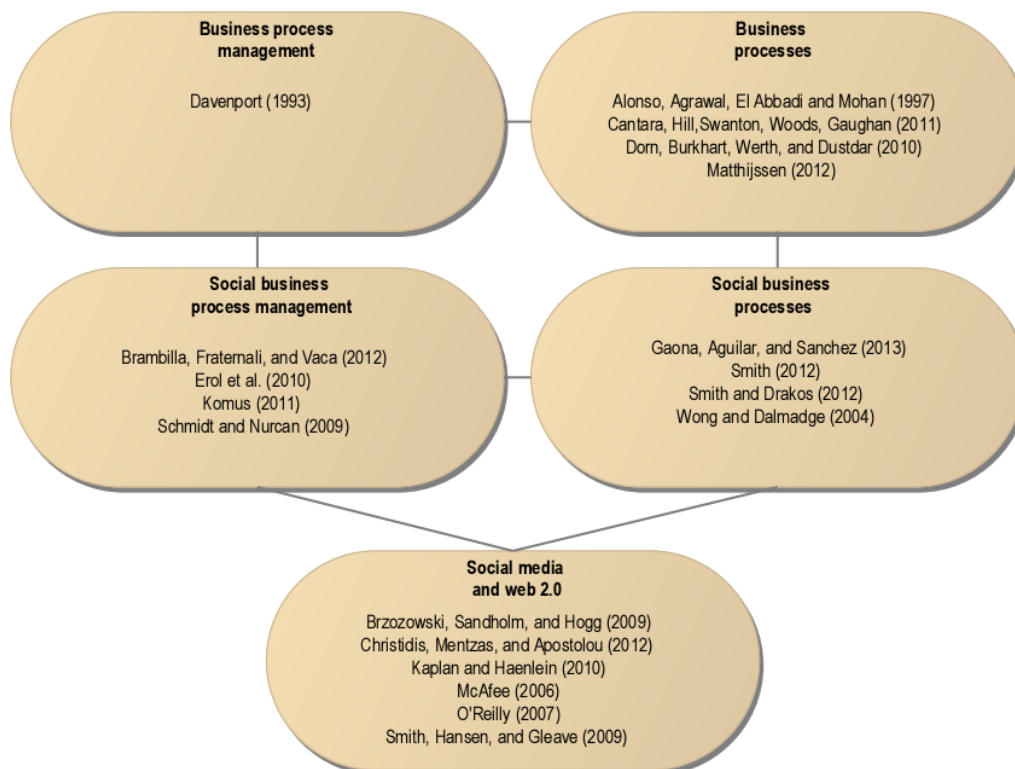 Business process
management
Davenport (1993)
Business
processes
Alonso, Agrawal, El Abbadi and Mohan (1997)
Cantara, Hill,Swanton, Woods, Gaughan (2011)
Dorn, Burkhart, Werth, and Dustdar (2010)
Matthijssen (2012)
Social business
process management
Brambilla, Fraternali, and Vaca (2012)
Erol et al. (2010)
Komus (2011)
Schmidt and Nurcan (2009)
Social business
processes
Gaona, Aguilar, and Sanchez (2013)
Smith (2012)
Smith and Drakos (2012)
Wong and Dalmadge (2004)
Social media
and web 2.0
Brzozowski, Sandholm, and Hogg (2009)
Christidis, Mentzas, and Apostolou (2012)
Kaplan and Haenlein (2010)
McAfee (2006)
O'Reilly (2007)
Smith, Hansen, and Gleave (2009)